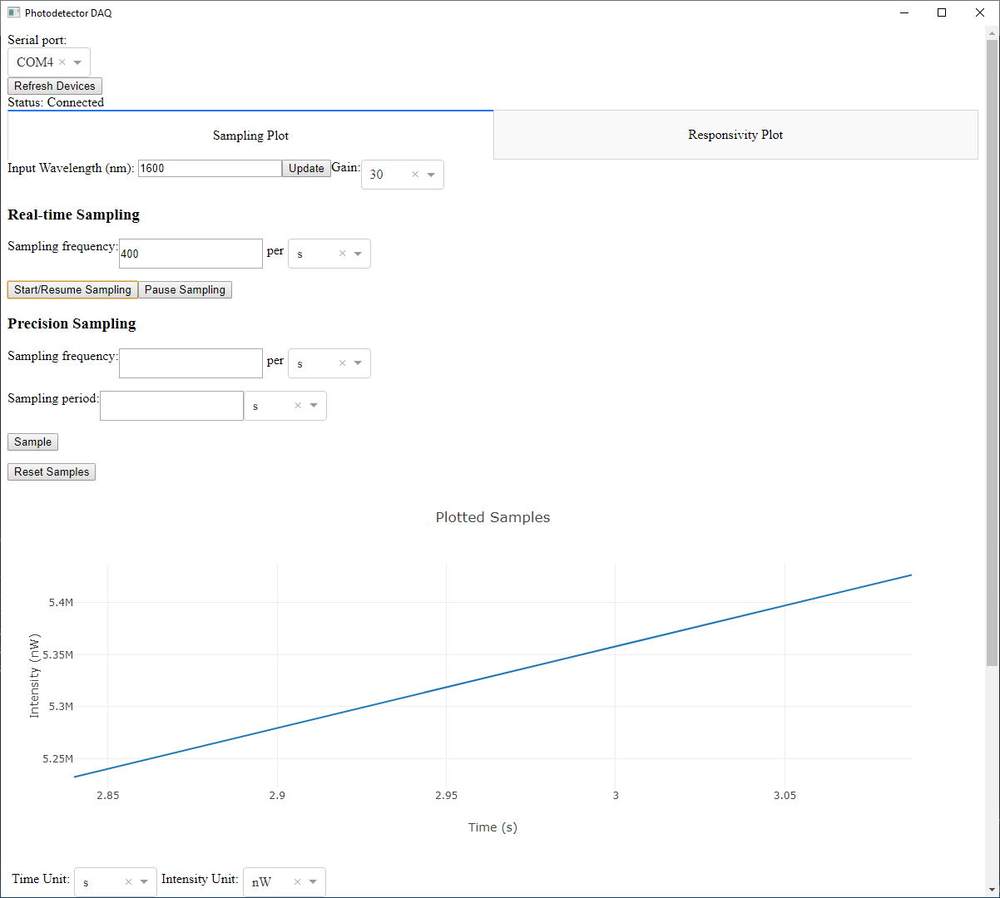 Photodetector DAQ
Serial port:
COM4
Refresh Devices
Status: Connected
Sampling Plot
Responsivity Plot
Input Wavelength (nm): 1600 Update Gain: 30
Real-time Sampling
Sampling frequency: 400 per s
Start/Resume Sampling Pause Sampling
Precision Sampling
Sampling frequency: per s
Sampling period: s
Sample
Reset Samples
Plotted Samples
5.4M
5.35M
5.3M
5.25M
Intensity (nW)
2.85 2.9 2.95 3 3.05
Time (s)
Time Unit: s Intensity Unit: nW